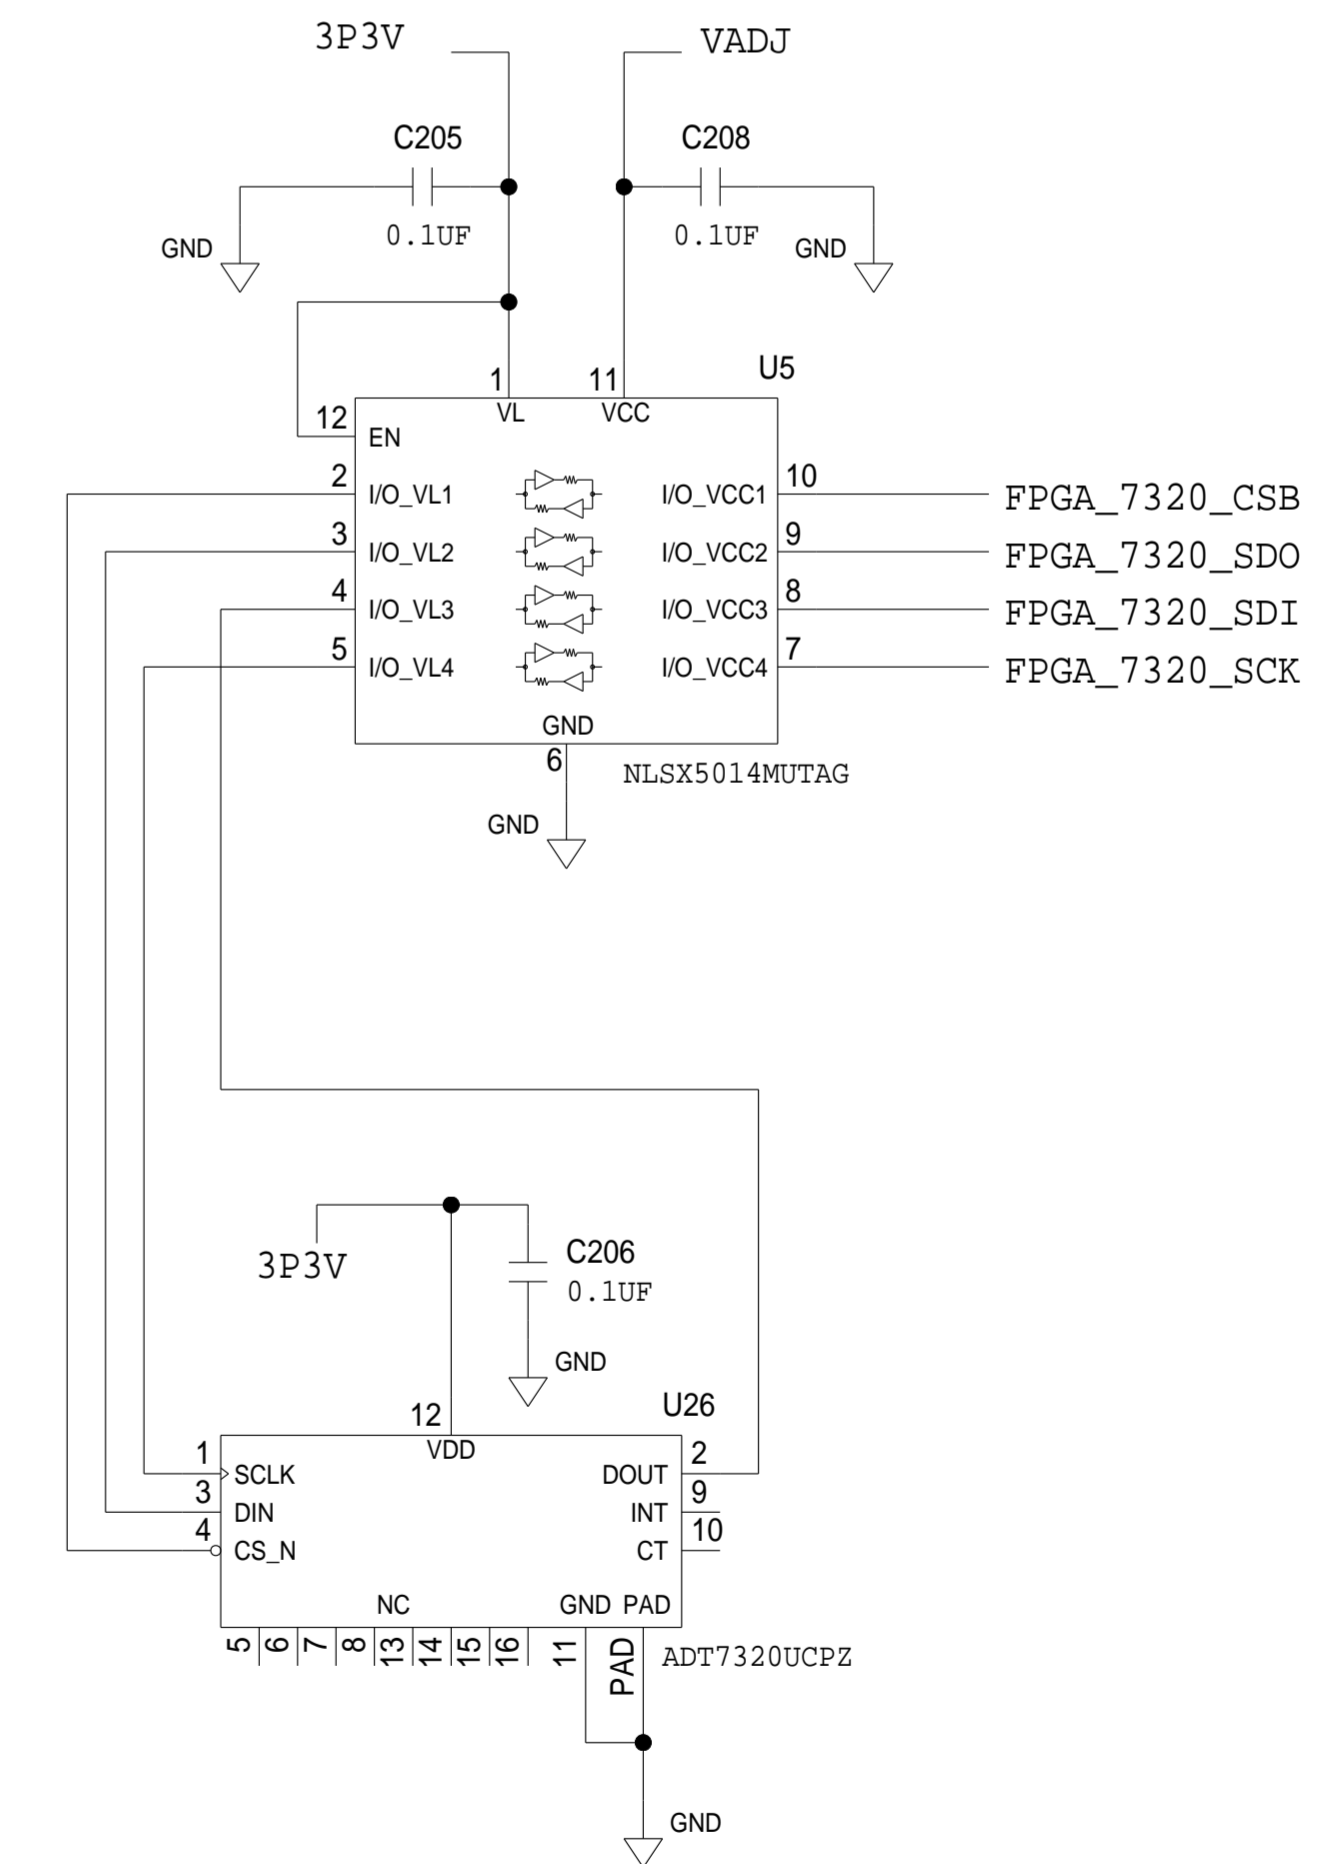 3P3V
VADJ
C205
C208
0.1UF
0.1UF
GND
GND
U5
1
11
VL
VCC
12
EN
2
I/O_VL1
I/O_VCC1
10
FPGA_7320_CSB
3
I/O_VL2
I/O_VCC2
9
FPGA_7320_SDO
4
I/O_VL3
I/O_VCC3
8
FPGA_7320_SDI
5
I/O_VL4
I/O_VCC4
7
FPGA_7320_SCK
GND
6
NLSX5014MUTAG
GND
3P3V
C206
0.1UF
GND
U26
12
VDD
1
SCLK
DOUT
2
3
DIN
INT
9
4
CS_N
CT
10
NC
GND
PAD
5
6
7
8
13
14
15
16
11
PAD
ADT7320UCPZ
GND